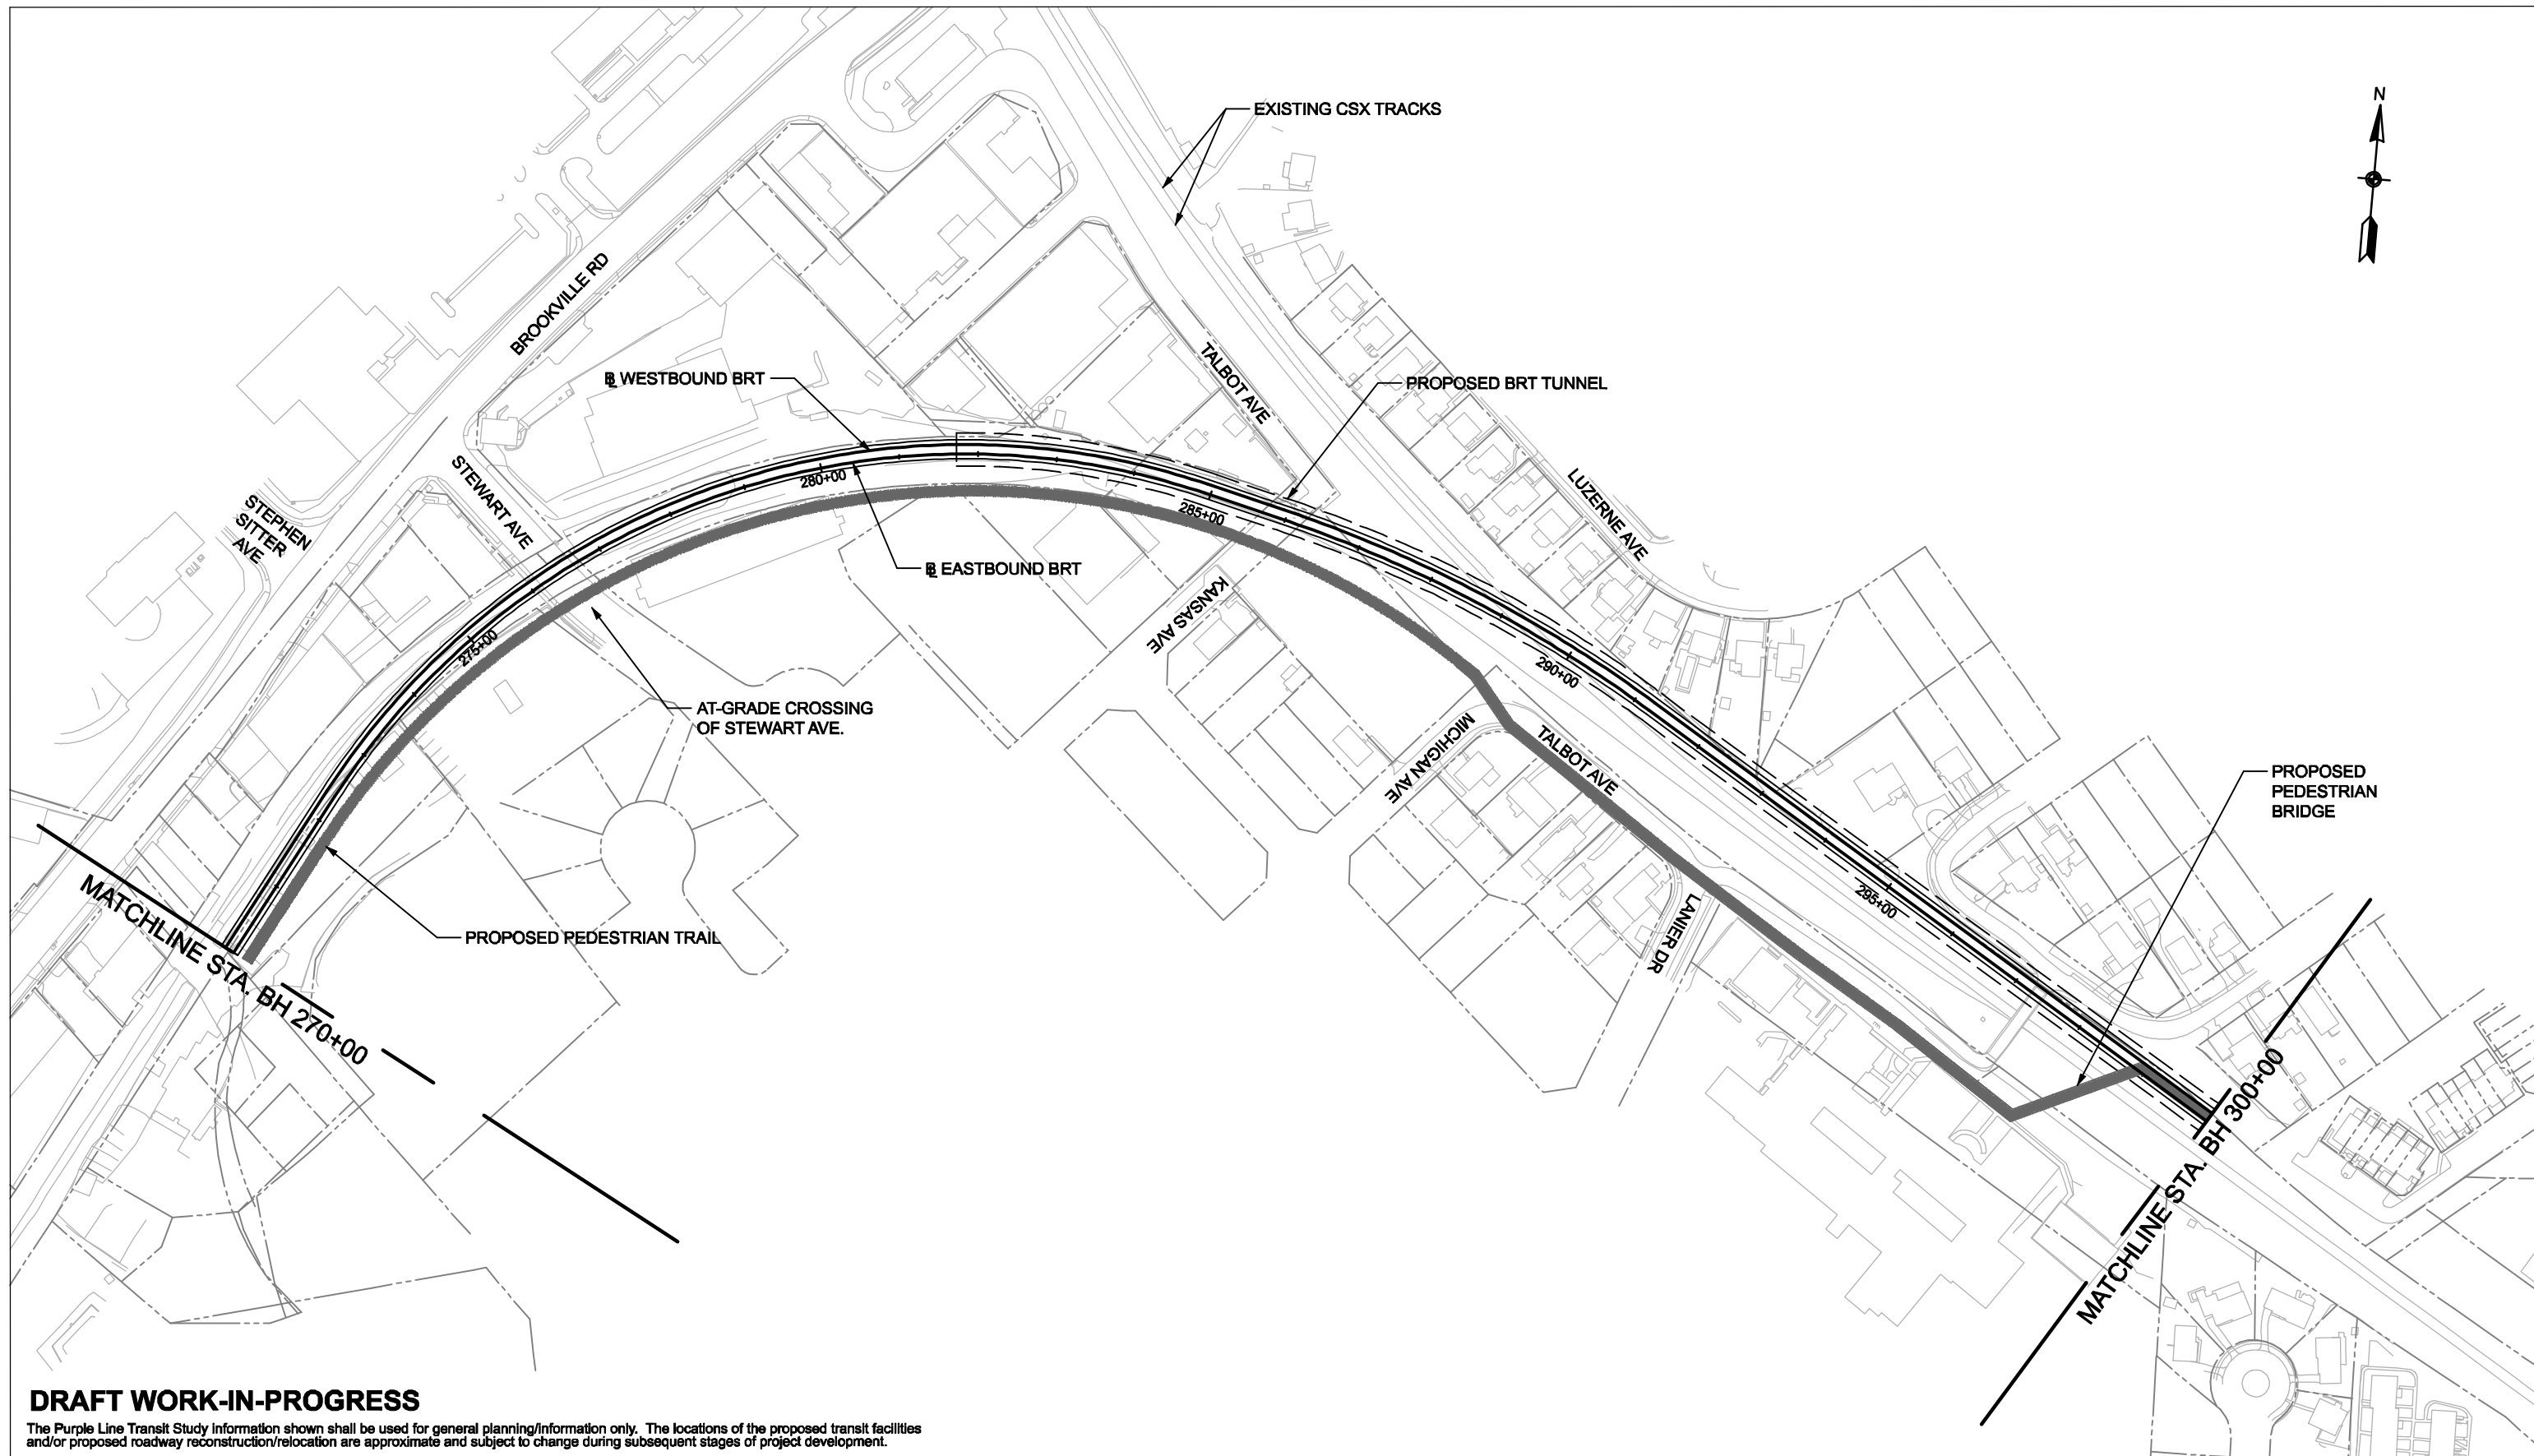 N
EXISTING CSX TRACKS
BROOKVILLE RD
TALBOT AVE
BL WESTBOUND BRT
PROPOSED BRT TUNNEL
STEWART AVE
STEPHEN
SITTER
AVE
280+00
285+00
LUZERNE AVE
BL EASTBOUND BRT
KANSAS AVE
275+00
290+00
AT-GRADE CROSSING
OF STEWART AVE.
MICHIGAN AVE
TALBOT AVE
PROPOSED
PEDESTRIAN
BRIDGE
295+00
LANIER DR
PROPOSED PEDESTRIAN TRAIL
MATCHLINE STA. BH 270+00
MATCHLINE STA. BH 300+00
DRAFT WORK-IN-PROGRESS
The Purple Line Transit Study information shown shall be used for general planning/information only. The locations of the proposed transit facilities
and/or proposed roadway reconstruction/relocation are approximate and subject to change during subsequent stages of project development.